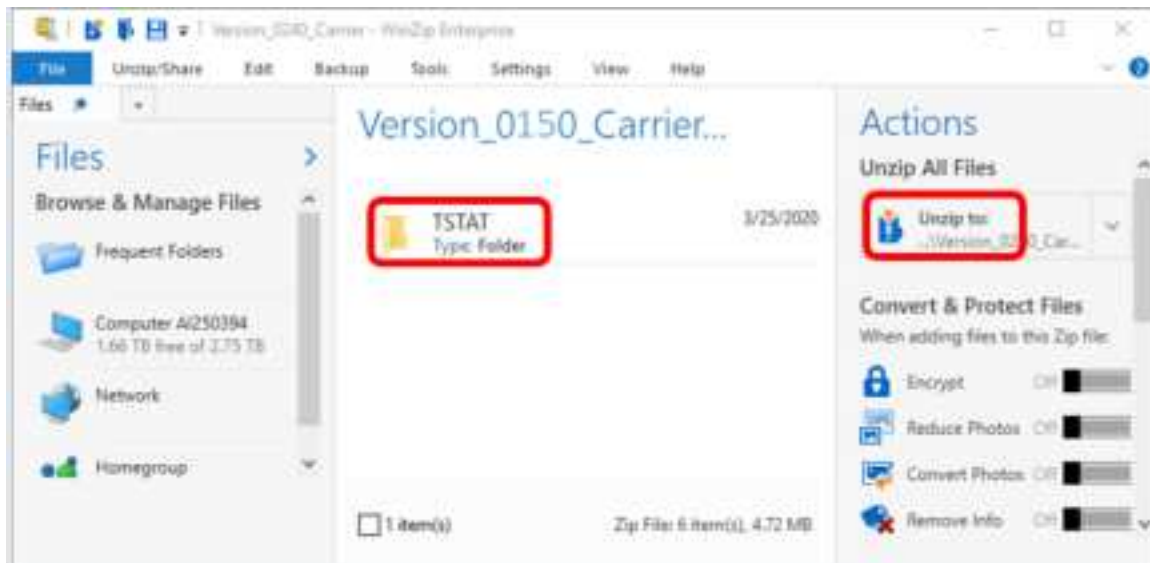 Carrier - WinZip Enterprise
File Unzip/Share Edit Backup Tools Settings View Help
Files
Files
Browse & Manage Files
Frequent Folders
Computer
1.66 TB free of 2.75 TB
Network
Homegroup
Version_0150_Carrier...
TSTAT
Type: Folder
3/25/2020
1 item(s)
Zip File: 6 item(s), 4.72 MB
Actions
Unzip All Files
Unzip to:
Convert & Protect Files
When adding files to this Zip file:
Encrypt Off
Reduce Photos Off
Convert Photos Off
Remove Info Off